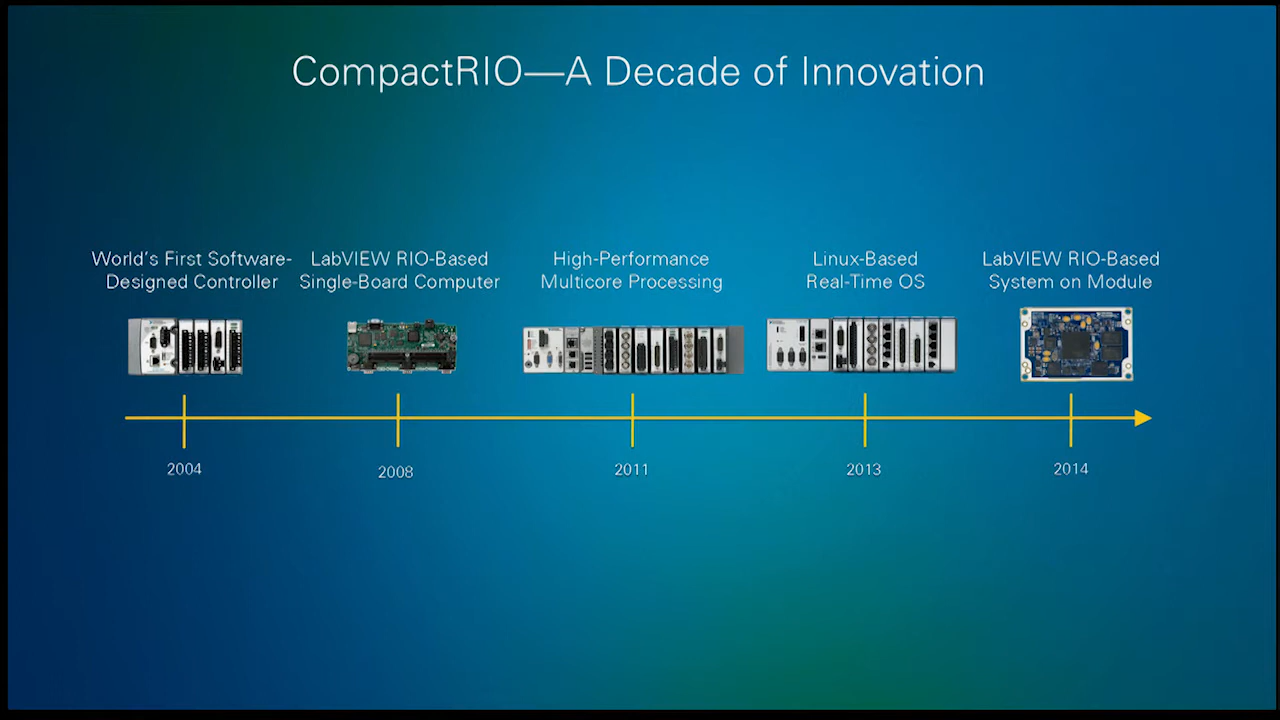 CompactRIO—A Decade of Innovation
World's First Software-
Designed Controller
LabVIEW RIO-Based
Single-Board Computer
High-Performance
Multicore Processing
Linux-Based
Real-Time OS
LabVIEW RIO-Based
System on Module
2004
2008
2011
2013
2014